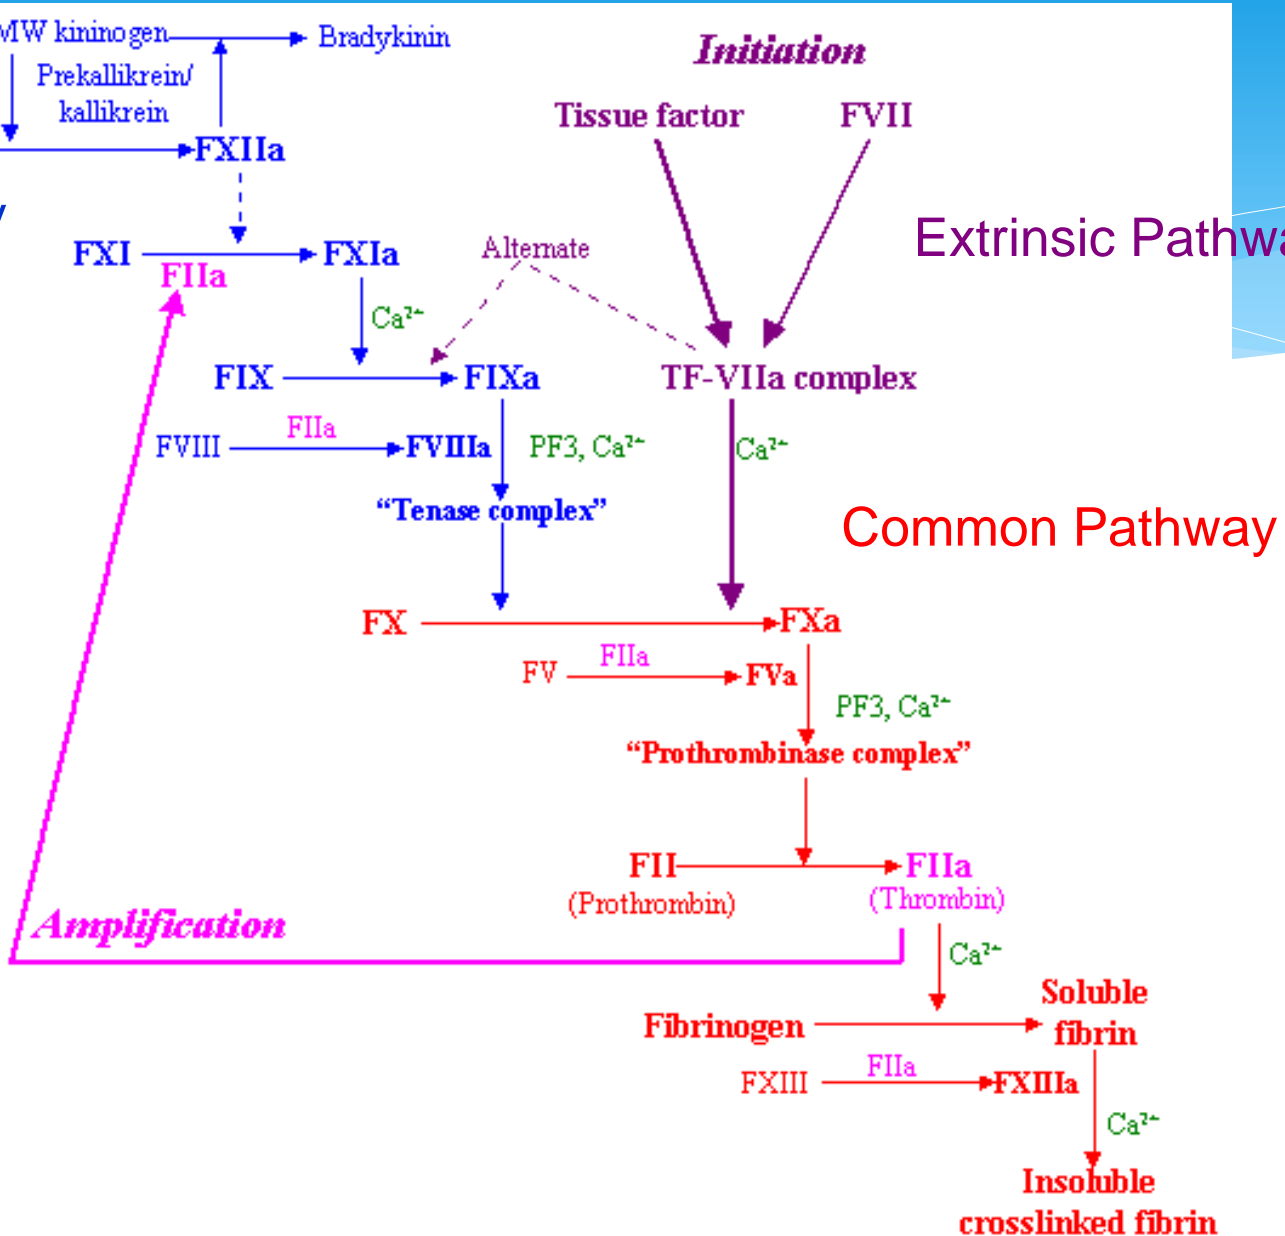 MW kininogen
Bradykinin
Initiation
Prekallikrein/
kallikrein
Tissue factor
FVII
FXIIa
Extrinsic Pathwa
FXI
FXIa
Alternate
FIIa
Ca²⁺
FIX
FIXa
TF-VIIa complex
FVIII
FIIa
FVIIIa
PF3, Ca²⁺
Ca²⁺
“Tenase complex”
Common Pathway
FX
FXa
FV
FIIa
FVa
PF3, Ca²⁺
“Prothrombinase complex”
FII
FIIa
(Prothrombin)
(Thrombin)
Amplification
Ca²⁺
Soluble
fibrin
Fibrinogen
FXIII
FIIa
FXIIIa
Ca²⁺
Insoluble
crosslinked fibrin